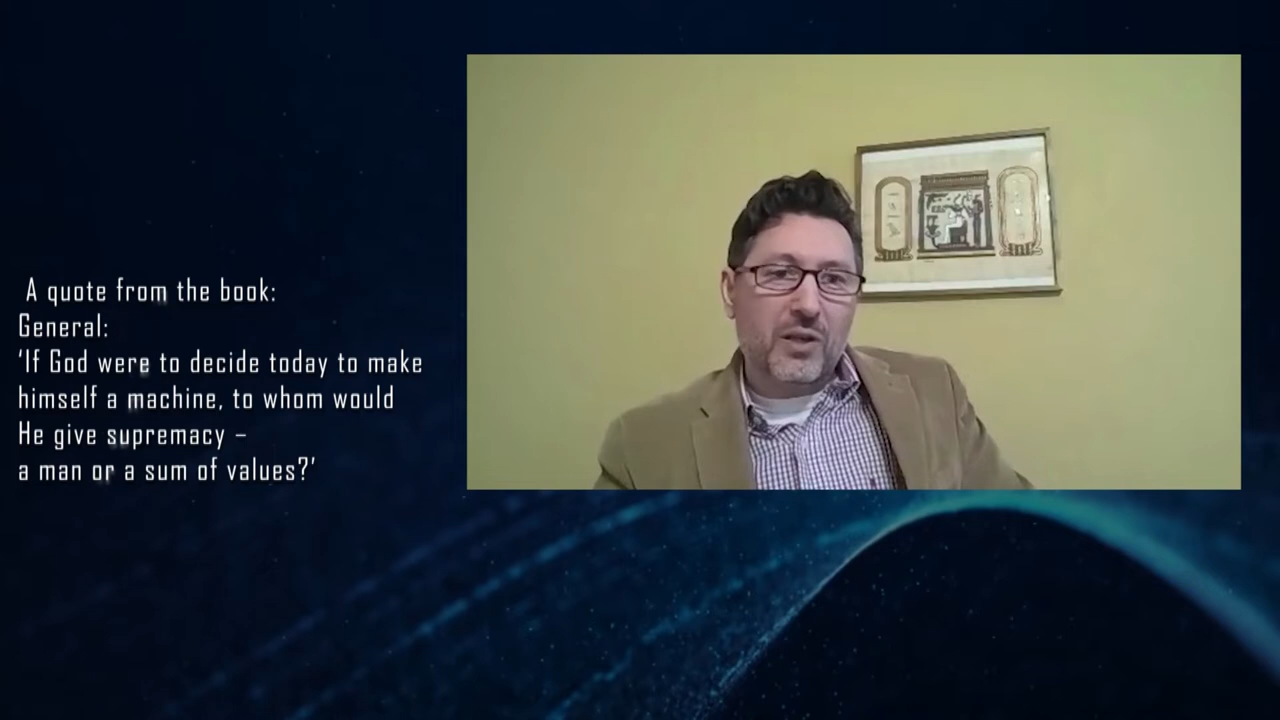 A quote from the book:
General:
‘If God were to decide today to make
himself a machine, to whom would
He give supremacy –
a man or a sum of values?’